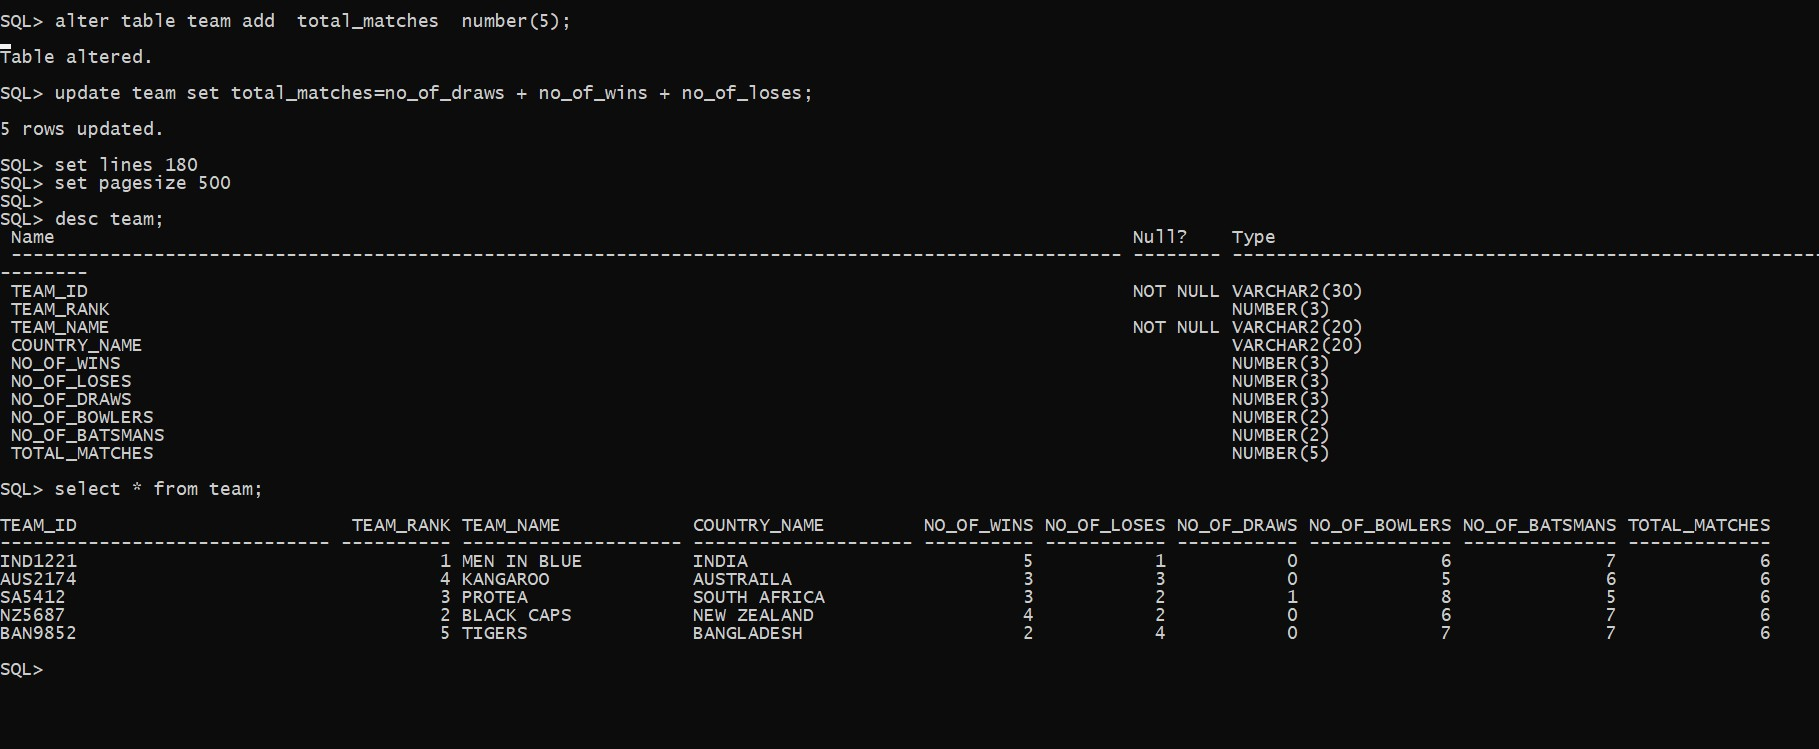 SQL> alter table team add  total_matches  number(5);
Table altered.
SQL> update team set total_matches=no_of_draws + no_of_wins + no_of_loses;
5 rows updated.
SQL> set lines 180
SQL> set pagesize 500
SQL>
SQL> desc team;
Name Null? Type
----------------------------------------------------------------------------------------------------- -------- ------------------------------------------------------
--------
TEAM_ID NOT NULL VARCHAR2(30)
TEAM_RANK NUMBER(3)
TEAM_NAME NOT NULL VARCHAR2(20)
COUNTRY_NAME VARCHAR2(20)
NO_OF_WINS NUMBER(3)
NO_OF_LOSES NUMBER(3)
NO_OF_DRAWS NUMBER(3)
NO_OF_BOWLERS NUMBER(2)
NO_OF_BATSMANS NUMBER(2)
TOTAL_MATCHES NUMBER(5)
SQL> select * from team;
TEAM_ID TEAM_RANK TEAM_NAME COUNTRY_NAME NO_OF_WINS NO_OF_LOSES NO_OF_DRAWS NO_OF_BOWLERS NO_OF_BATSMANS TOTAL_MATCHES
------------------------------ ---------- -------------------- -------------------- ---------- ----------- ----------- ------------- -------------- -------------
IND1221 1 MEN IN BLUE INDIA 5 1 0 6 7 6
AUS2174 4 KANGAROO AUSTRAILA 3 3 0 5 6 6
SA5412 3 PROTEA SOUTH AFRICA 3 2 1 8 5 6
NZ5687 2 BLACK CAPS NEW ZEALAND 4 2 0 6 7 6
BAN9852 5 TIGERS BANGLADESH 2 4 0 7 7 6
SQL>